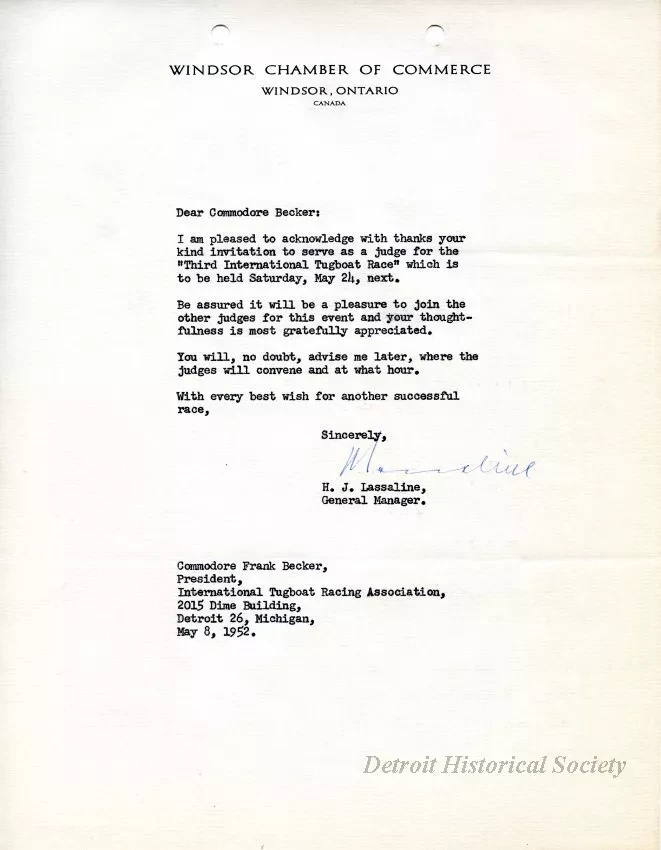 WINDSOR CHAMBER OF COMMERCE
WINDSOR, ONTARIO
CANADA
Dear Commodore Becker:
I am pleased to acknowledge with thanks your
kind invitation to serve as a judge for the
"Third International Tugboat Race" which is
to be held Saturday, May 24, next.
Be assured it will be a pleasure to join the
other judges for this event and your thought-
fulness is most gratefully appreciated.
You will, no doubt, advise me later, where the
judges will convene and at what hour.
With every best wish for another successful
race,
Sincerely,
H. J. Lassaline,
General Manager.
Commodore Frank Becker,
President,
International Tugboat Racing Association,
2015 Dime Building,
Detroit 26, Michigan,
May 8, 1952.
Detroit Historical Society